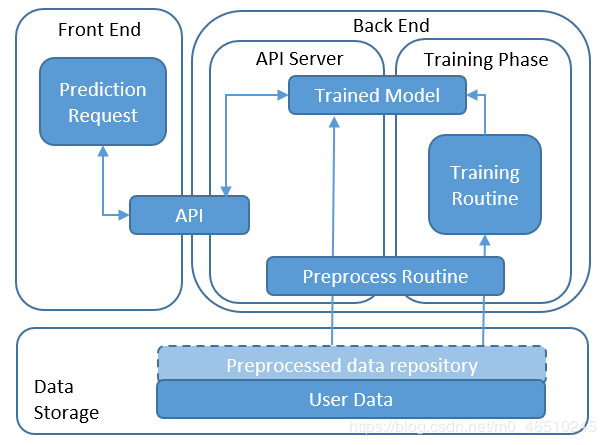 Front End
Back End
API Server
Training Phase
Prediction
Request
Trained Model
Training
Routine
API
Preprocess Routine
Preprocessed data repository
User Data
Data
Storage
https://blog.csdn.net/m0_46510245